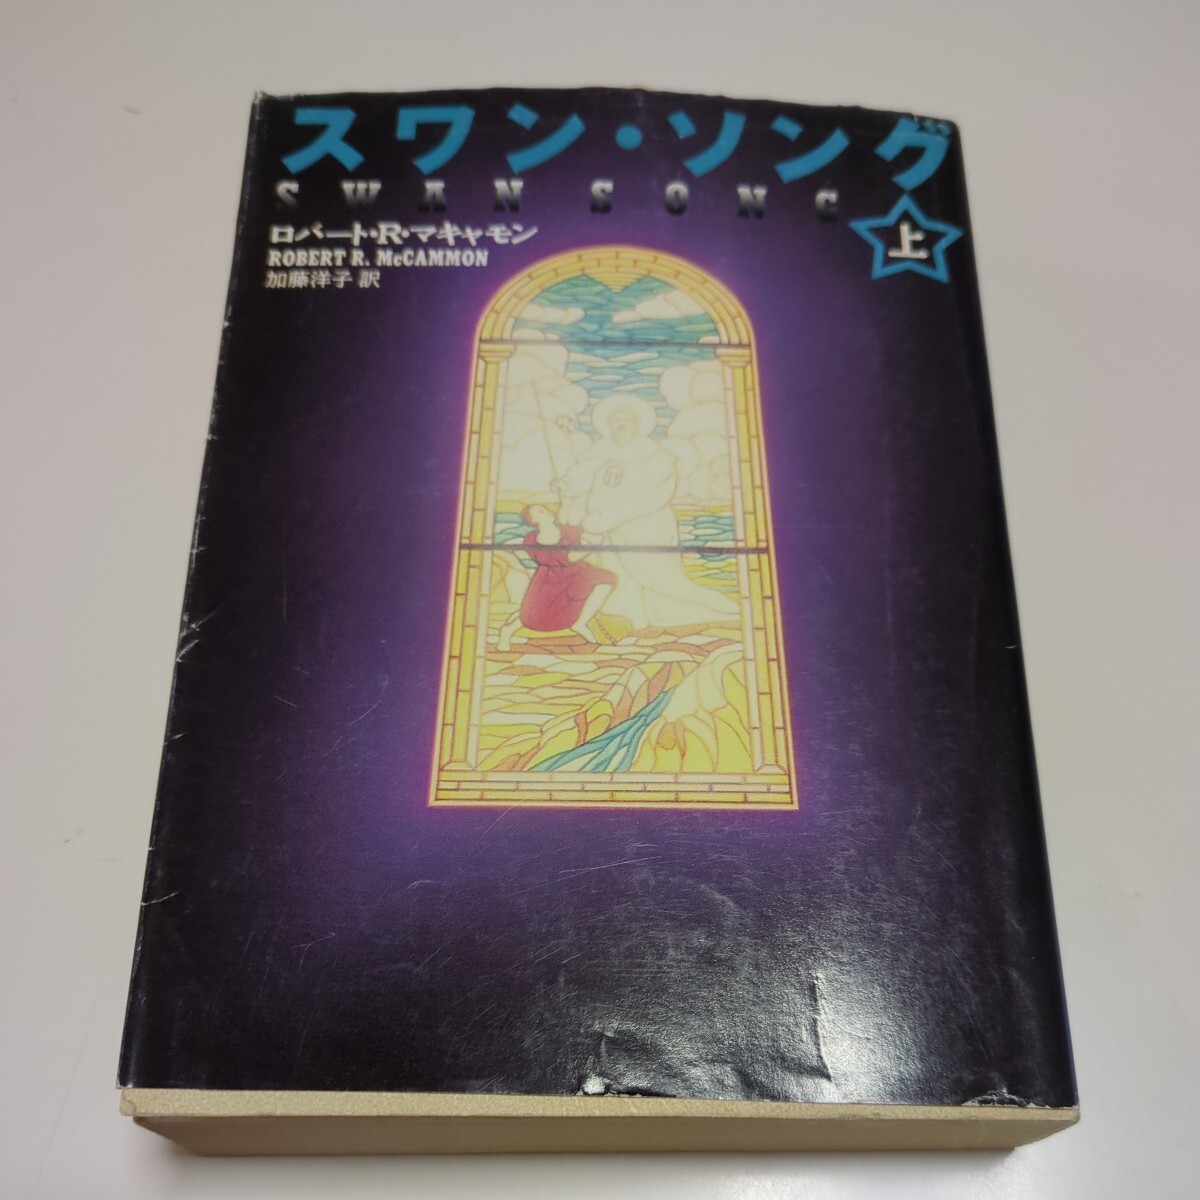 スワン・ソング
SWAN SONG
上
ロバート・R・マキャモン
ROBERT R. McCAMMON
加藤洋子 訳